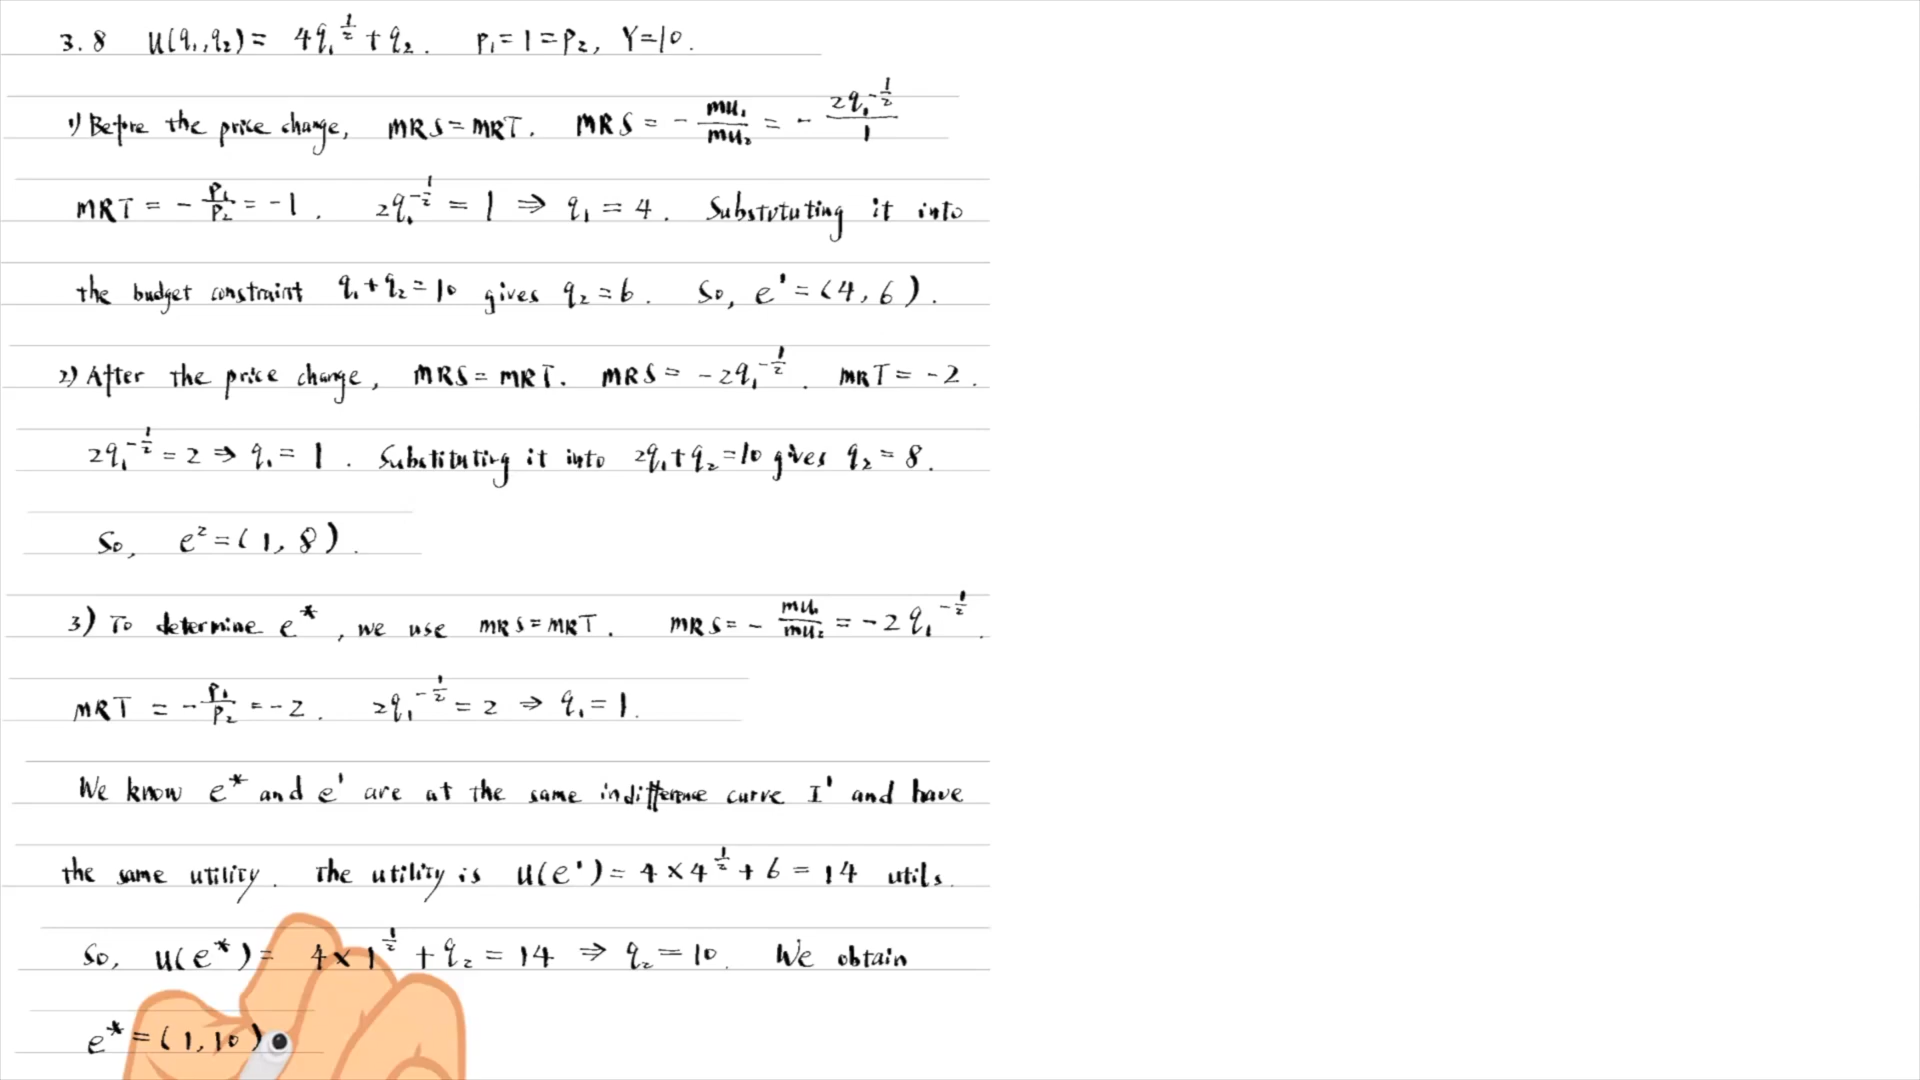 3.8 U(q₁,q₂) = 4q₁^½ + q₂. P₁=1=P₂, Y=10.
1) Before the price change, MRS=MRT. MRS = - MU₁/MU₂ = - 2q₁^-½/1
MRT = - P₁/P₂ = -1. 2q₁^-½ = 1 ⇒ q₁ = 4. Substututing it into
the budget constraint q₁+q₂=10 gives q₂=6. So, e¹=(4,6).
2) After the price change, MRS=MRT. MRS = -2q₁^-½. MRT = -2.
2q₁^-½ = 2 ⇒ q₁ = 1. Substituting it into 2q₁+q₂=10 gives q₂=8.
So, e²=(1,8).
3) To determine e*, we use MRS=MRT. MRS = - MU₁/MU₂ = -2q₁^-½.
MRT = - P₁/P₂ = -2. 2q₁^-½ = 2 ⇒ q₁=1.
We know e* and e¹ are at the same indifference curve I¹ and have
the same utility. The utility is U(e¹) = 4×4^½+6 = 14 utils.
So, U(e*) = 4×1^½ + q₂ = 14 ⇒ q₂=10. We obtain
e* = (1,10)